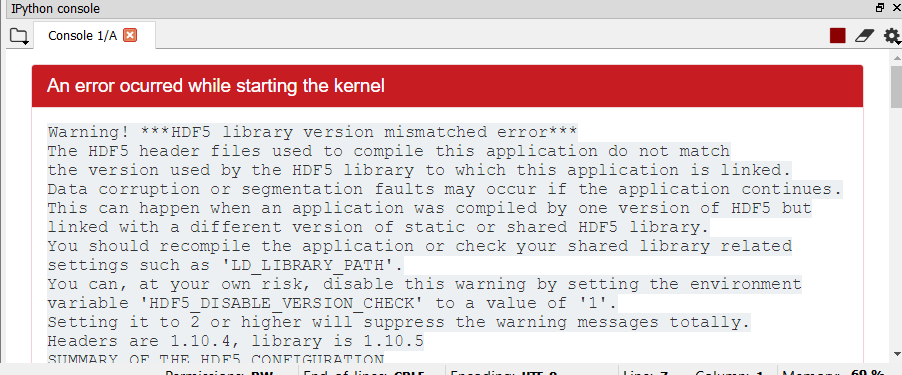 IPython console
Console 1/A
An error ocurred while starting the kernel
Warning! ***HDF5 library version mismatched error***
The HDF5 header files used to compile this application do not match
the version used by the HDF5 library to which this application is linked.
Data corruption or segmentation faults may occur if the application continues.
This can happen when an application was compiled by one version of HDF5 but
linked with a different version of static or shared HDF5 library.
You should recompile the application or check your shared library related
settings such as 'LD_LIBRARY_PATH'.
You can, at your own risk, disable this warning by setting the environment
variable 'HDF5_DISABLE_VERSION_CHECK' to a value of '1'.
Setting it to 2 or higher will suppress the warning messages totally.
Headers are 1.10.4, library is 1.10.5
SUMMARY OF THE HDF5 CONFIGURATION
Permissions: RW End-of-lines: CRLF Encoding: UTF-8 Line: 7 Column: 1 Memory: 69 %